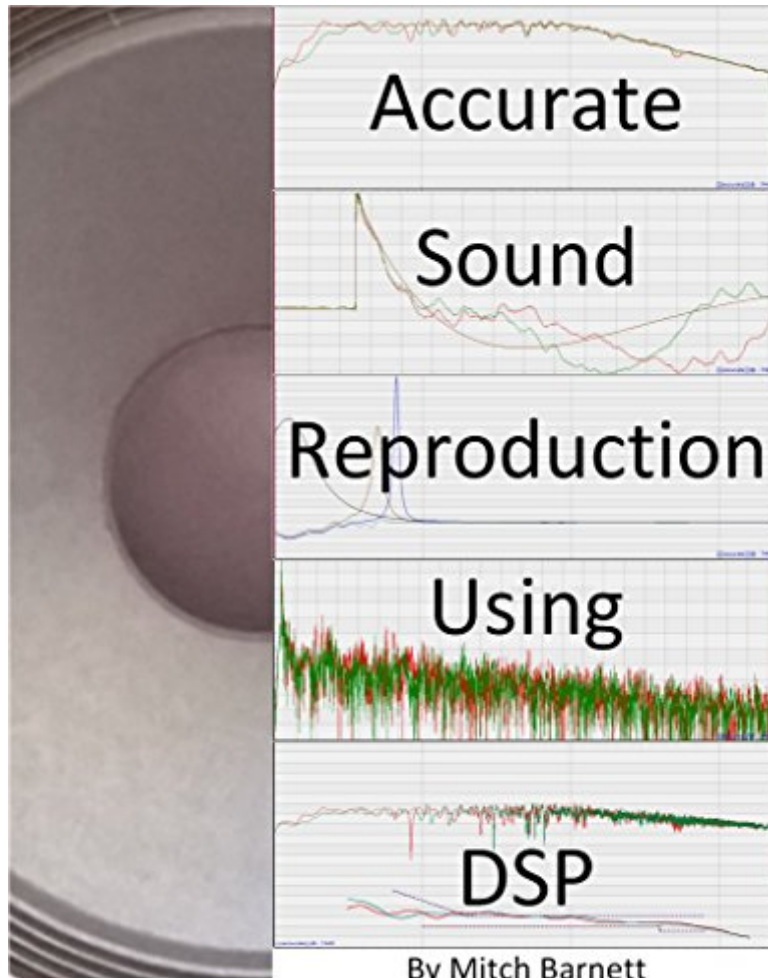 Accurate
Sound
Reproduction
Using
DSP
By Mitch Barnett